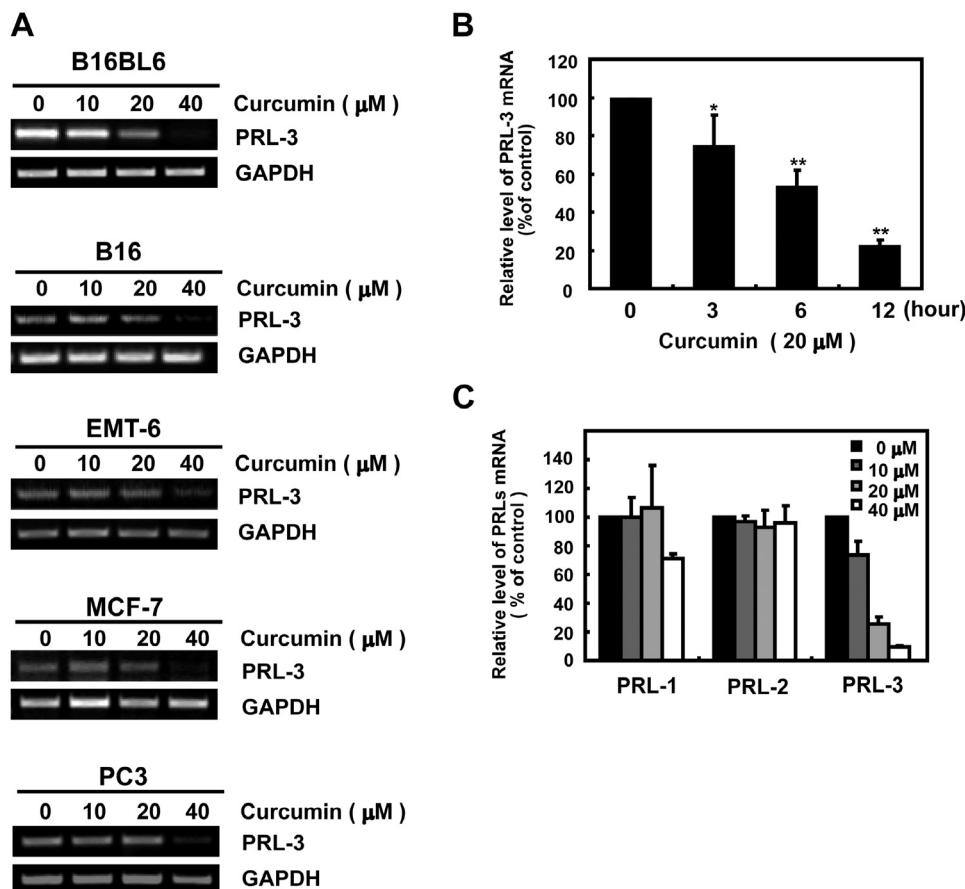 A
B16BL6
0 10 20 40 Curcumin ( μM )
PRL-3
GAPDH
B16
0 10 20 40 Curcumin ( μM )
PRL-3
GAPDH
EMT-6
0 10 20 40 Curcumin ( μM )
PRL-3
GAPDH
MCF-7
0 10 20 40 Curcumin ( μM )
PRL-3
GAPDH
PC3
0 10 20 40 Curcumin ( μM )
PRL-3
GAPDH
B
Relative level of PRL-3 mRNA
(%of control)
100
80
60
40
20
0
*
**
**
0 3 6 12 (hour)
Curcumin ( 20 μM )
C
Relative level of PRLs mRNA
( % of control )
140
120
100
80
60
40
20
0
0 μM
10 μM
20 μM
40 μM
PRL-1 PRL-2 PRL-3